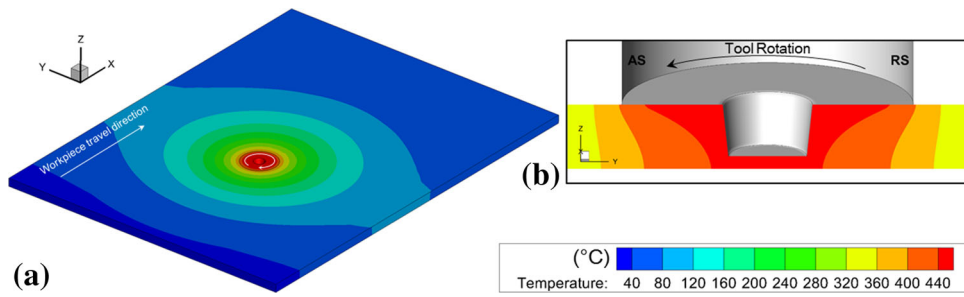 Z
Y
X
Workpiece travel direction
(a)
Tool Rotation
AS
RS
Z
X
Y
(b)
(°C)
Temperature: 40 80 120 160 200 240 280 320 360 400 440